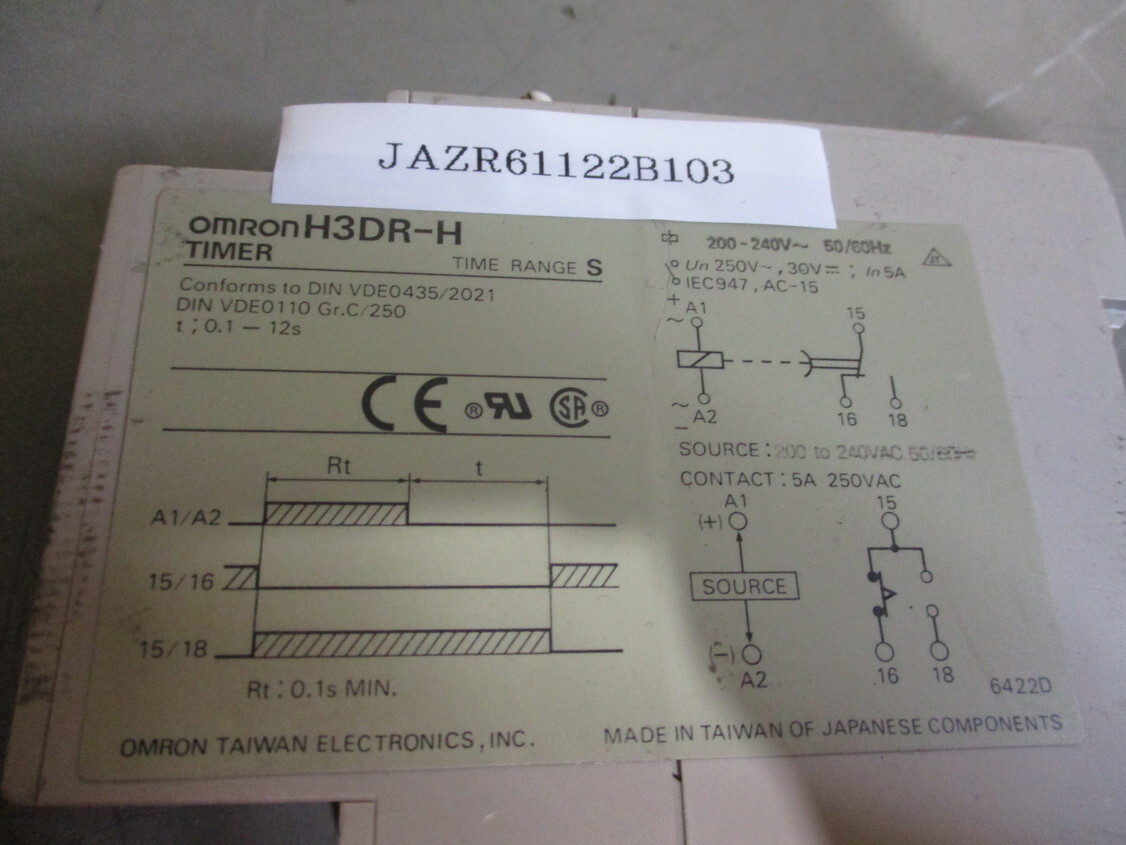 JAZR61122B103
omron H3DR-H
TIMER
TIME RANGE S
Conforms to DIN VDE0435/2021
DIN VDE0110 Gr.C/250
t ; 0.1 — 12s
CE ® RU SA ®
Rt t
A1/A2
15/16
15/18
Rt : 0.1s MIN.
OMRON TAIWAN ELECTRONICS, INC.
200-240V~ 50/60Hz
Un 250V~, 30V⎓ ; In 5A
IEC947, AC-15
+ A1 15
~
~ A2 16 18
–
SOURCE : 200 to 240VAC 50/60Hz
CONTACT : 5A 250VAC
A1 15
(+)
SOURCE
(–)
A2 16 18
6422D
MADE IN TAIWAN OF JAPANESE COMPONENTS